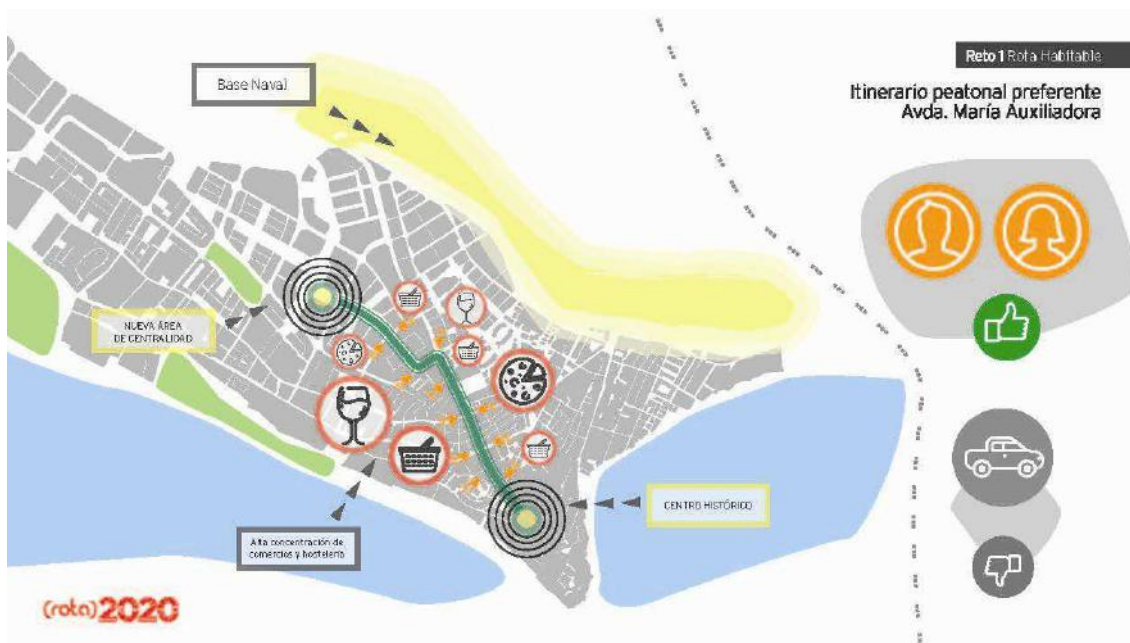 Reto 1 Rota Habitable
Itinerario peatonal preferente
Avda. María Auxiliadora
Base Naval
NUEVA ÁREA
DE CENTRALIDAD
CENTRO HISTÓRICO
Alta concentración de
comercios y hostelería
(rota)2020